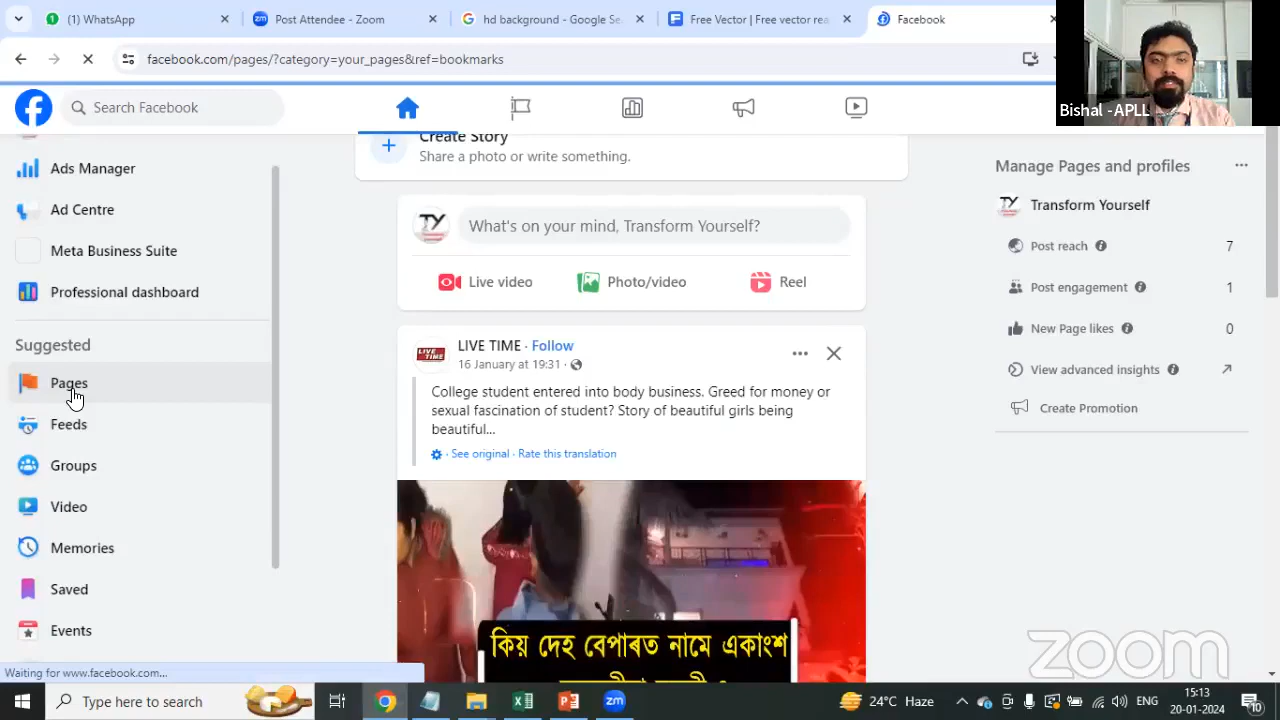 (1) WhatsApp
Post Attendee - Zoom
hd background - Google Se
Free Vector | Free vector rea
Facebook
facebook.com/pages/?category=your_pages&ref=bookmarks
Bishal -APLL
Search Facebook
Create Story
Share a photo or write something.
Ads Manager
Ad Centre
Meta Business Suite
Professional dashboard
Suggested
Pages
Feeds
Groups
Video
Memories
Saved
Events
Waiting for www.facebook.com...
TY
What's on your mind, Transform Yourself?
Live video
Photo/video
Reel
LIVE TIME
LIVE TIME · Follow
16 January at 19:31 ·
College student entered into body business. Greed for money or
sexual fascination of student? Story of beautiful girls being
beautiful...
· See original · Rate this translation
কিয় দেহ বেপাৰত নামে একাংশ
Manage Pages and profiles
TY
Transform Yourself
Post reach 7
Post engagement 1
New Page likes 0
View advanced insights
Create Promotion
zoom
Type here to search
zm
24°C Haze
ENG
15:13
20-01-2024
10